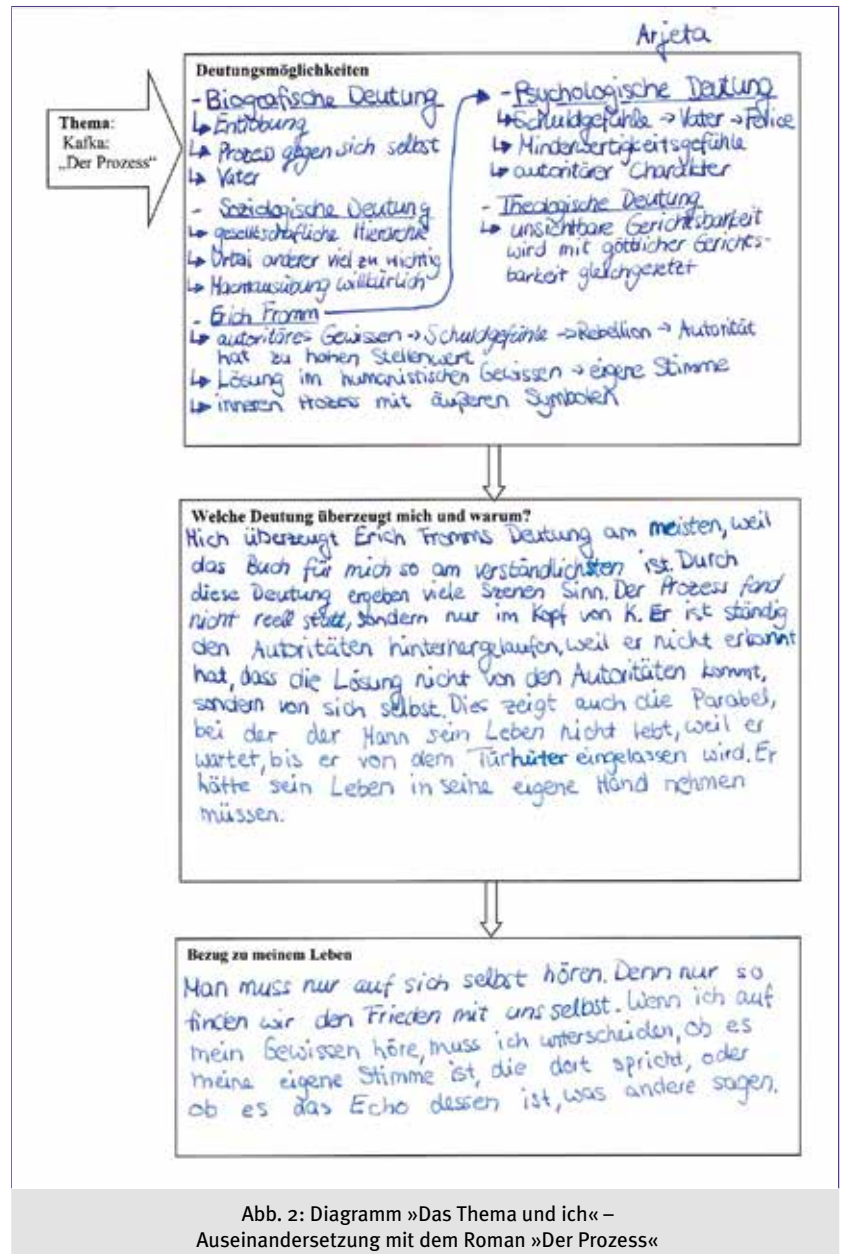 Arjeta
Thema:
Kafka:
„Der Prozess“
Deutungsmöglichkeiten
- Biografische Deutung
↳ Entlobung
↳ Prozess gegen sich selbst
↳ Vater
- Soziologische Deutung
↳ gesellschaftliche Hierarchie
↳ Urteil anderer viel zu wichtig
↳ Machtausübung willkürlich
- Erich Fromm
- Psychologische Deutung
↳ Schuldgefühle → Vater → Felice
↳ Minderwertigkeitsgefühle
↳ autoritärer Charakter
- Theologische Deutung
↳ unsichtbare Gerichtsbarkeit
wird mit göttlicher Gerichts-
barkeit gleichgesetzt
↳ autoritäres Gewissen → Schuldgefühle → Rebellion → Autorität
hat zu hohen Stellenwert
↳ Lösung im humanistischen Gewissen → eigene Stimme
↳ inneren Prozess mit äußeren Symbolen
Welche Deutung überzeugt mich und warum?
Mich überzeugt Erich Fromms Deutung am meisten, weil
das Buch für mich so am verständlichsten ist. Durch
diese Deutung ergeben viele Szenen Sinn. Der Prozess fand
nicht reell statt, sondern nur im Kopf von K. Er ist ständig
den Autoritäten hinterhergelaufen, weil er nicht erkannt
hat, dass die Lösung nicht von den Autoritäten kommt,
sondern von sich selbst. Dies zeigt auch die Parabel,
bei der der Mann sein Leben nicht lebt, weil er
wartet, bis er von dem Türhüter eingelassen wird. Er
hätte sein Leben in seine eigene Hand nehmen
müssen.
Bezug zu meinem Leben
Man muss nur auf sich selbst hören. Denn nur so
finden wir den Frieden mit uns selbst. Wenn ich auf
mein Gewissen höre, muss ich unterscheiden, ob es
meine eigene Stimme ist, die dort spricht, oder
ob es das Echo dessen ist, was andere sagen.
Abb. 2: Diagramm »Das Thema und ich« –
Auseinandersetzung mit dem Roman »Der Prozess«